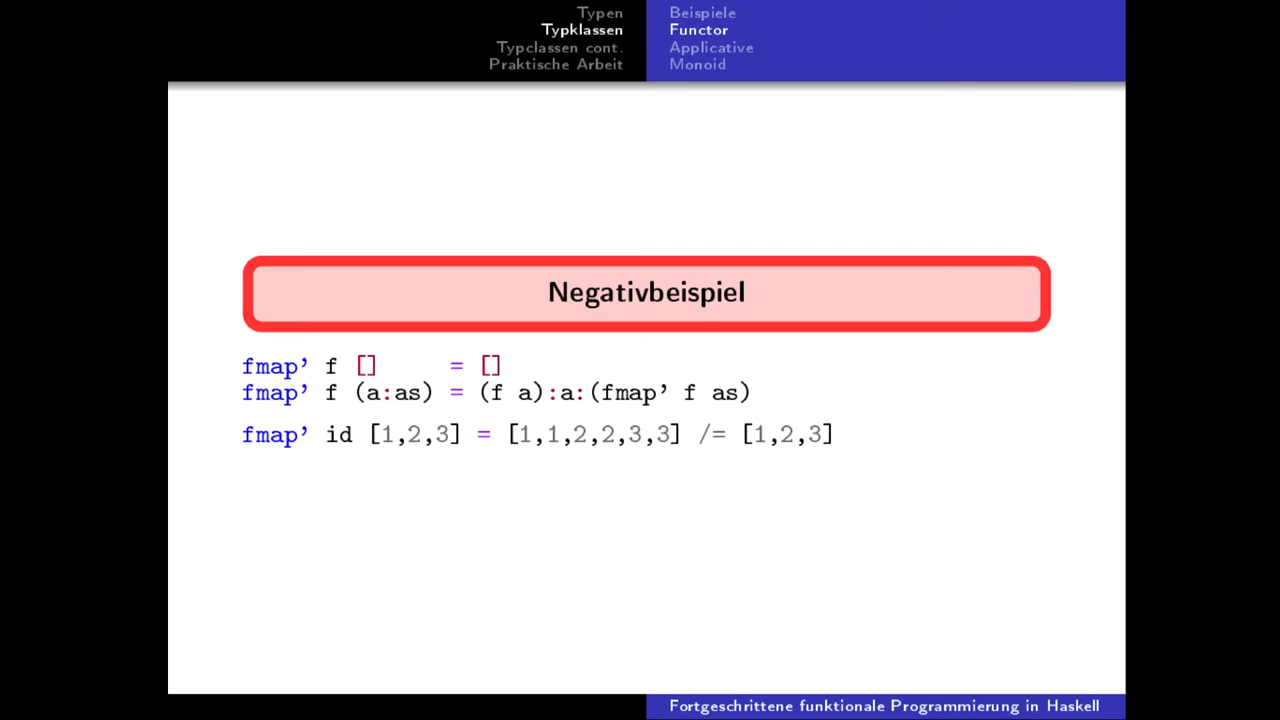 Typen
Typklassen
Typclassen cont.
Praktische Arbeit
Beispiele
Functor
Applicative
Monoid
Negativbeispiel
fmap’ f []     = []
fmap’ f (a:as) = (f a):a:(fmap’ f as)
fmap’ id [1,2,3] = [1,1,2,2,3,3] /= [1,2,3]
Fortgeschrittene funktionale Programmierung in Haskell